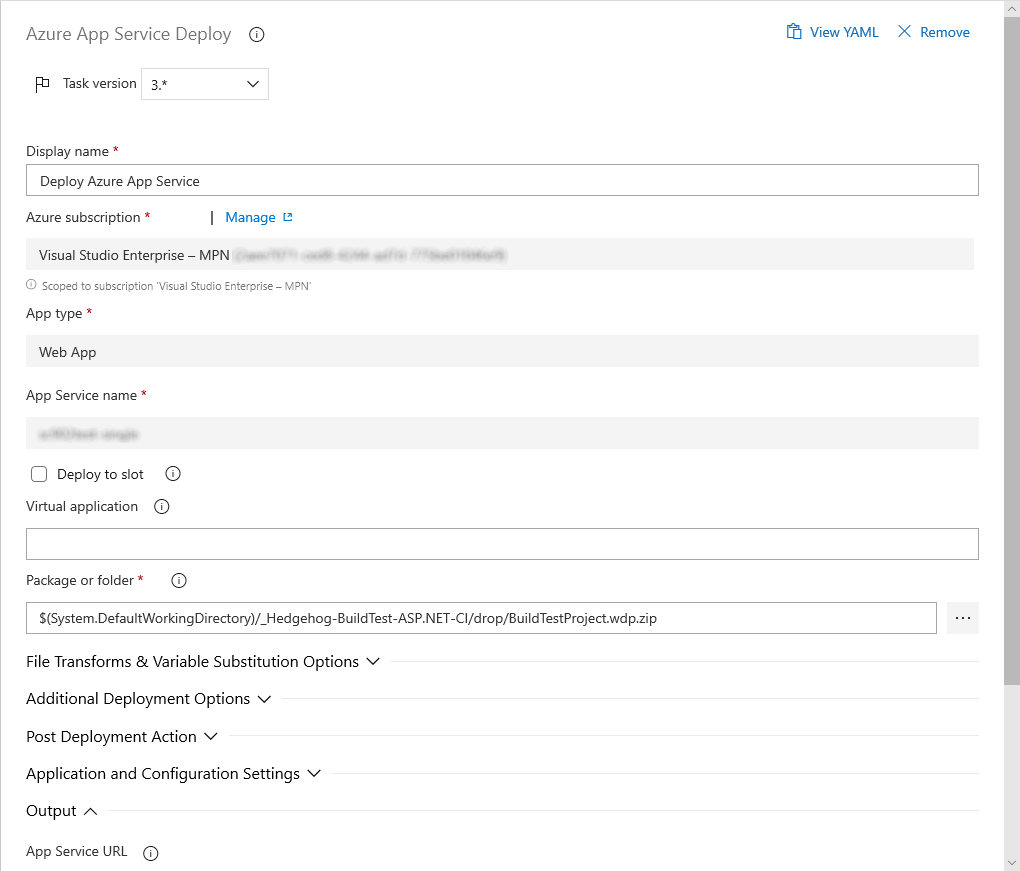 Azure App Service Deploy
View YAML
Remove
Task version
3.*
Display name *
Deploy Azure App Service
Azure subscription * | Manage
Visual Studio Enterprise – MPN
Scoped to subscription 'Visual Studio Enterprise – MPN'
App type *
Web App
App Service name *
Deploy to slot
Virtual application
Package or folder *
$(System.DefaultWorkingDirectory)/_Hedgehog-BuildTest-ASP.NET-CI/drop/BuildTestProject.wdp.zip
...
File Transforms & Variable Substitution Options
Additional Deployment Options
Post Deployment Action
Application and Configuration Settings
Output
App Service URL